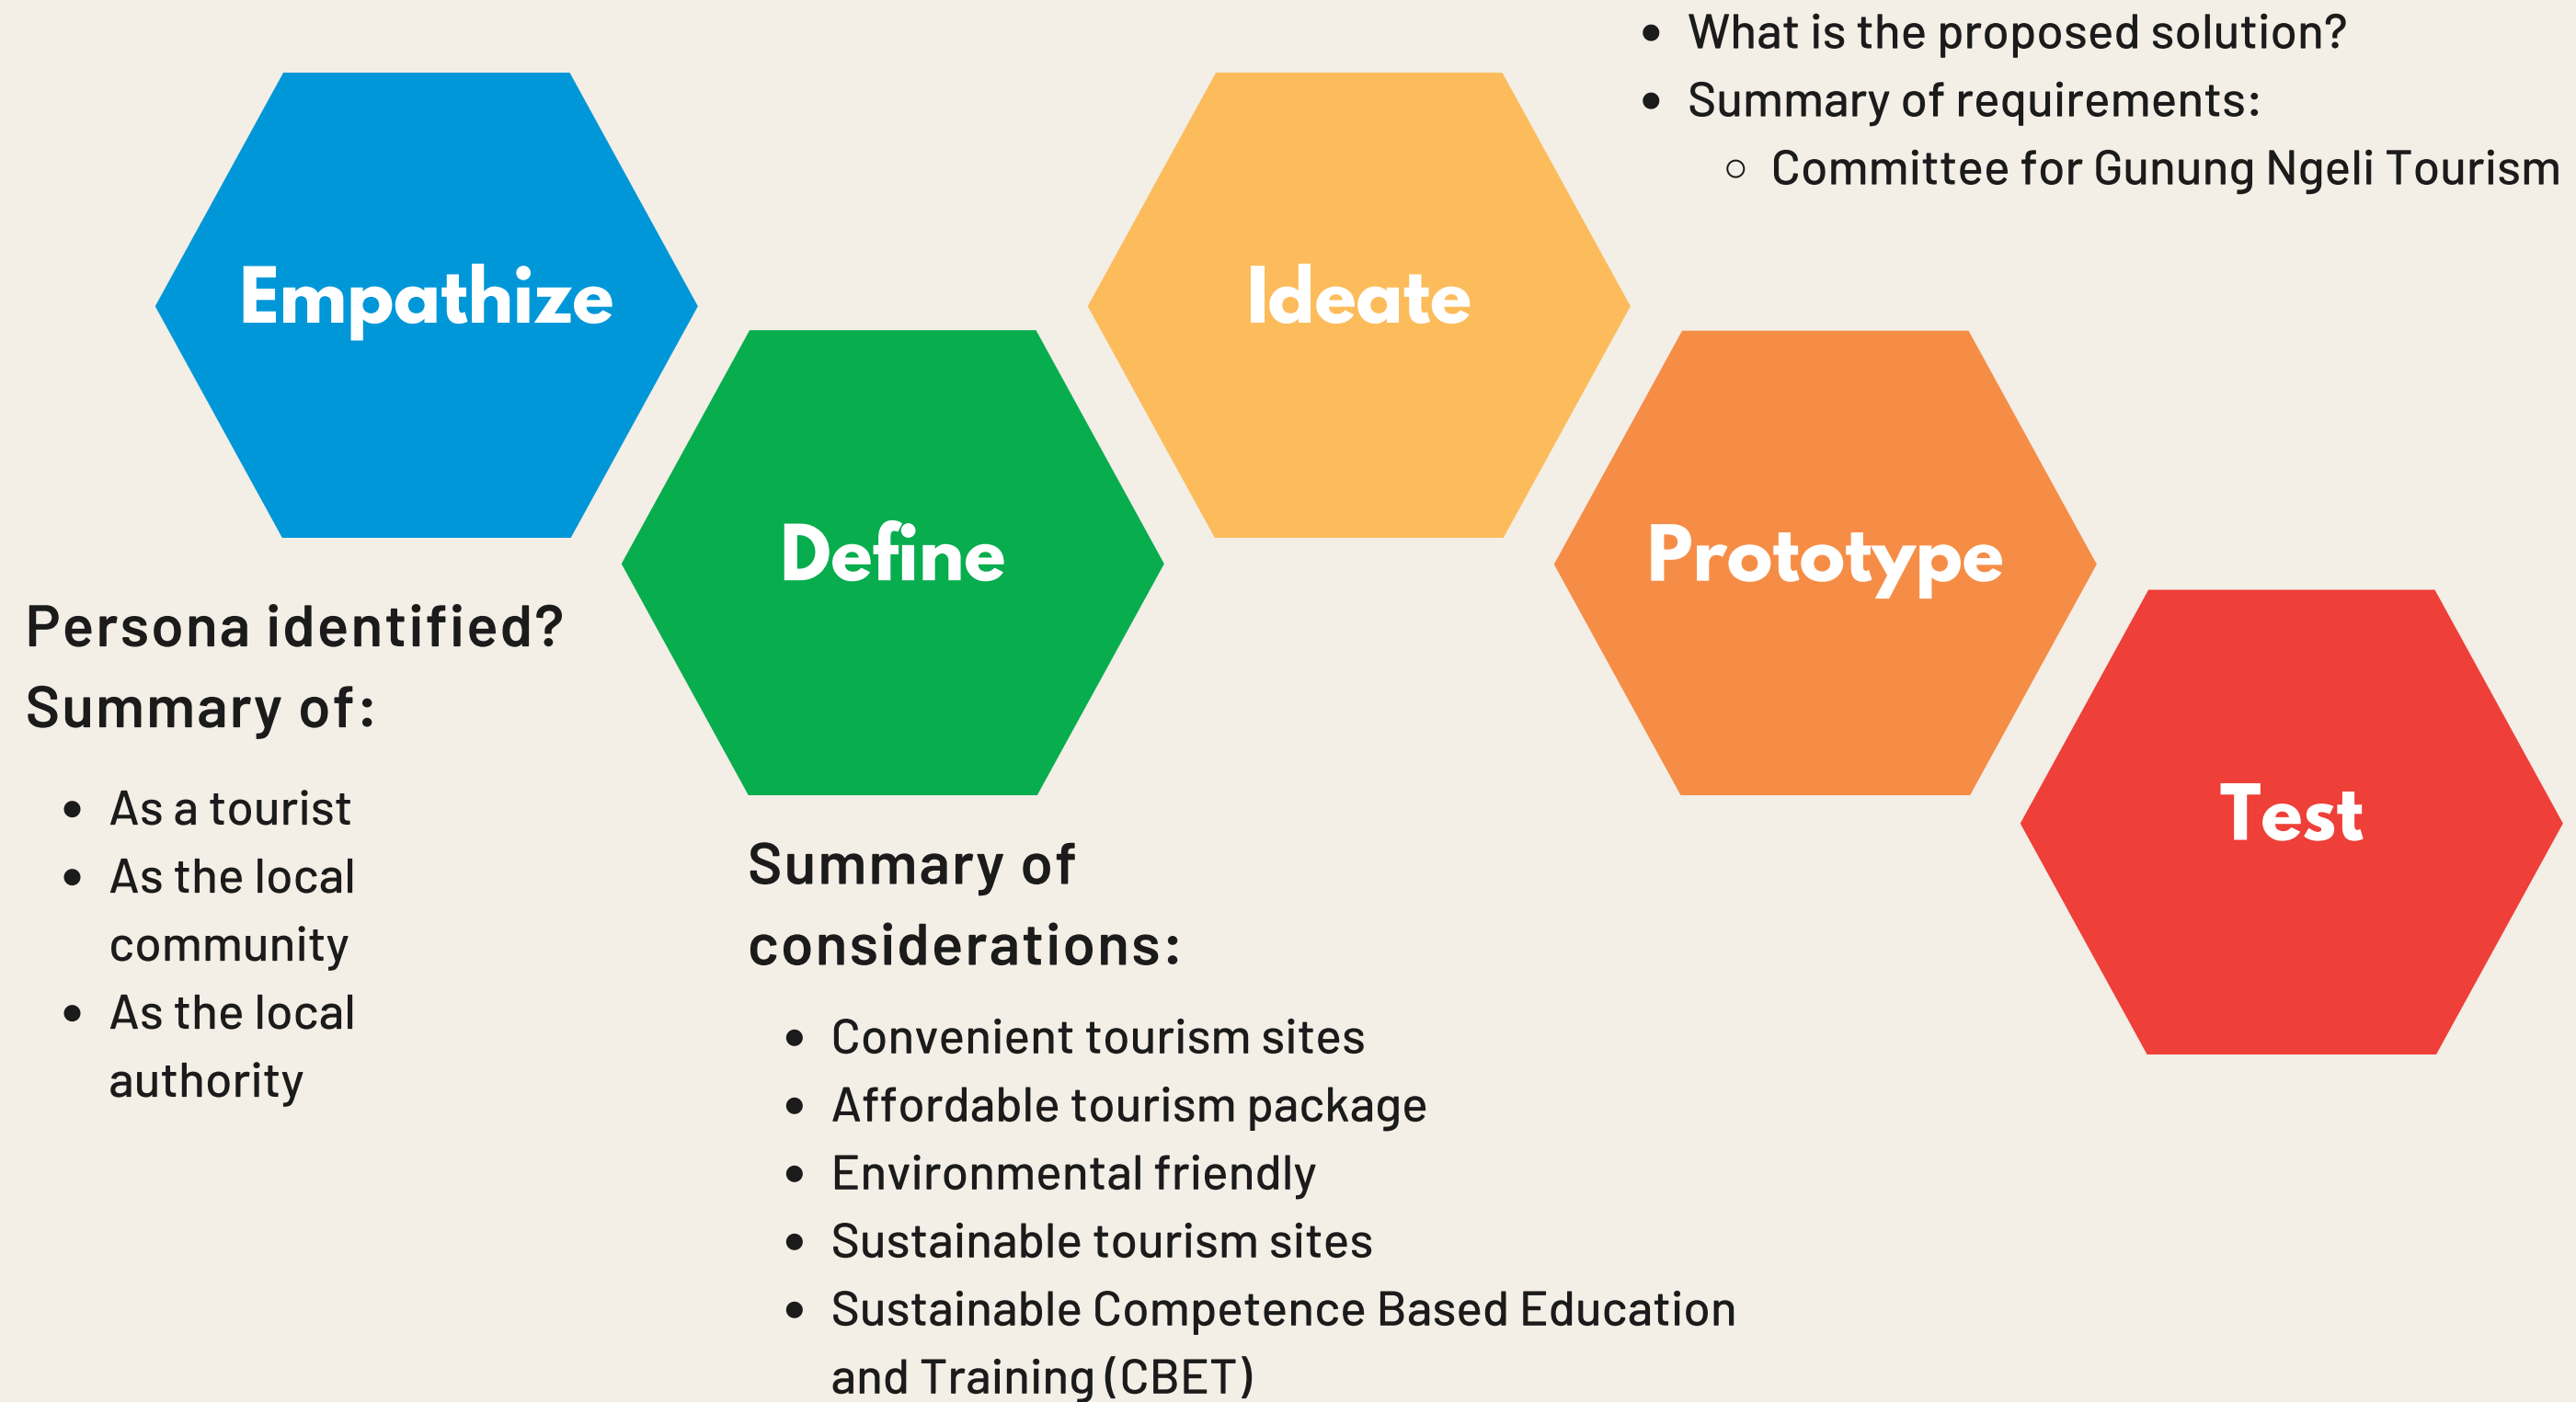 Empathize
Persona identified?
Summary of:
• As a tourist
• As the local
community
• As the local
authority
Define
Summary of
considerations:
• Convenient tourism sites
• Affordable tourism package
• Environmental friendly
• Sustainable tourism sites
• Sustainable Competence Based Education
and Training (CBET)
Ideate
• What is the proposed solution?
• Summary of requirements:
○ Committee for Gunung Ngeli Tourism
Prototype
Test